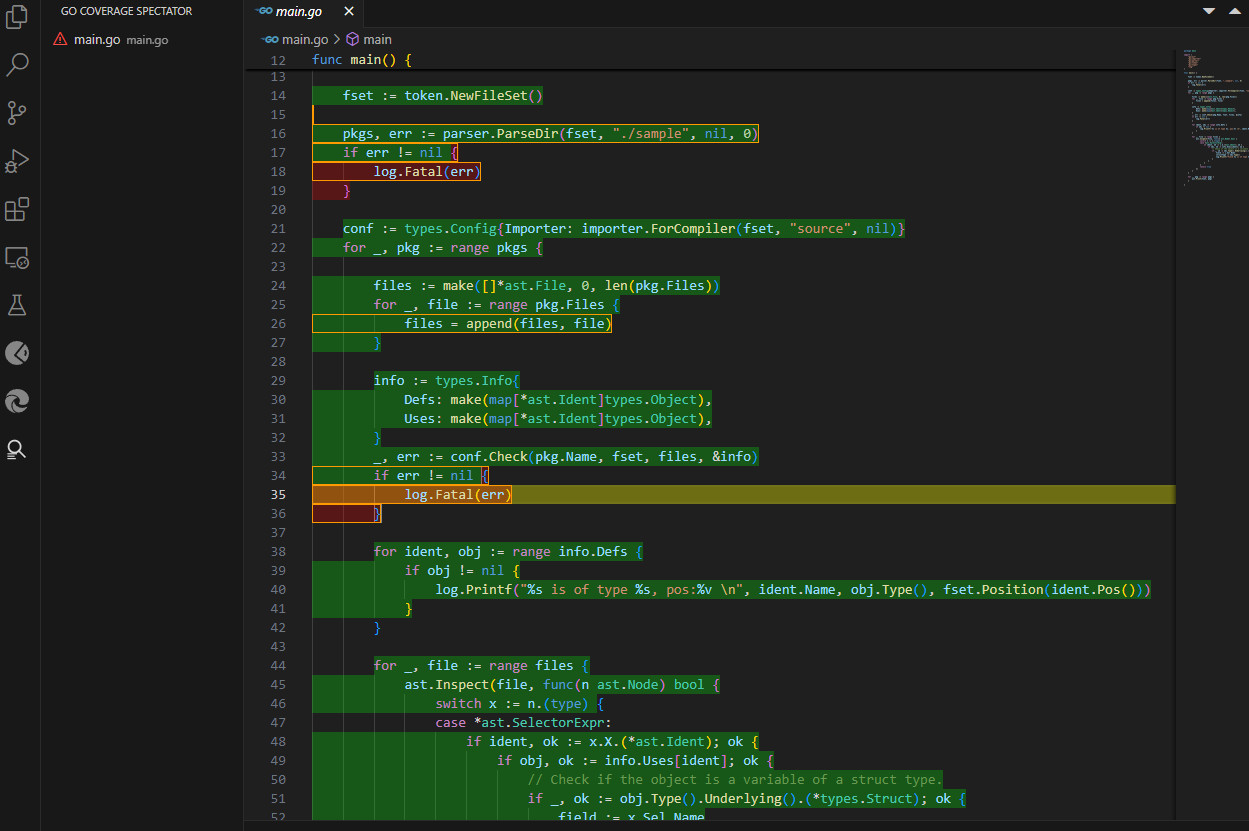 GO COVERAGE SPECTATOR
main.go main.go
GO main.go
GO main.go > main
12 func main() {
13
14 fset := token.NewFileSet()
15
16 pkgs, err := parser.ParseDir(fset, "./sample", nil, 0)
17 if err != nil {
18 log.Fatal(err)
19 }
20
21 conf := types.Config{Importer: importer.ForCompiler(fset, "source", nil)}
22 for _, pkg := range pkgs {
23
24 files := make([]*ast.File, 0, len(pkg.Files))
25 for _, file := range pkg.Files {
26 files = append(files, file)
27 }
28
29 info := types.Info{
30 Defs: make(map[*ast.Ident]types.Object),
31 Uses: make(map[*ast.Ident]types.Object),
32 }
33 _, err := conf.Check(pkg.Name, fset, files, &info)
34 if err != nil {
35 log.Fatal(err)
36 }
37
38 for ident, obj := range info.Defs {
39 if obj != nil {
40 log.Printf("%s is of type %s, pos:%v \n", ident.Name, obj.Type(), fset.Position(ident.Pos()))
41 }
42 }
43
44 for _, file := range files {
45 ast.Inspect(file, func(n ast.Node) bool {
46 switch x := n.(type) {
47 case *ast.SelectorExpr:
48 if ident, ok := x.X.(*ast.Ident); ok {
49 if obj, ok := info.Uses[ident]; ok {
50 // Check if the object is a variable of a struct type.
51 if _, ok := obj.Type().Underlying().(*types.Struct); ok {
52 field := x.Sel.Name